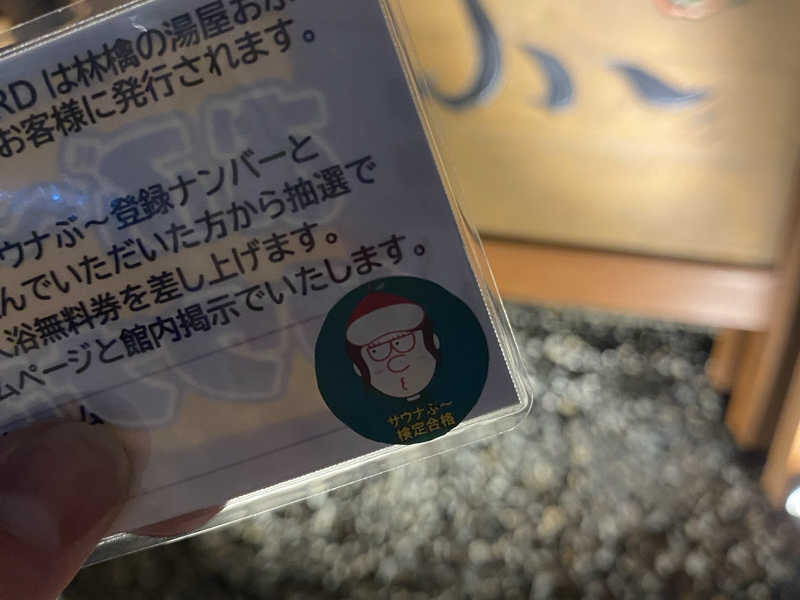 RDは林檎の湯屋おぶ
お客様に発行されます。
ウナぶ〜登録ナンバーと
んでいただいた方から抽選で
入浴無料券を差し上げます。
ムページと館内掲示でいたします。
サウナぶ〜
検定合格